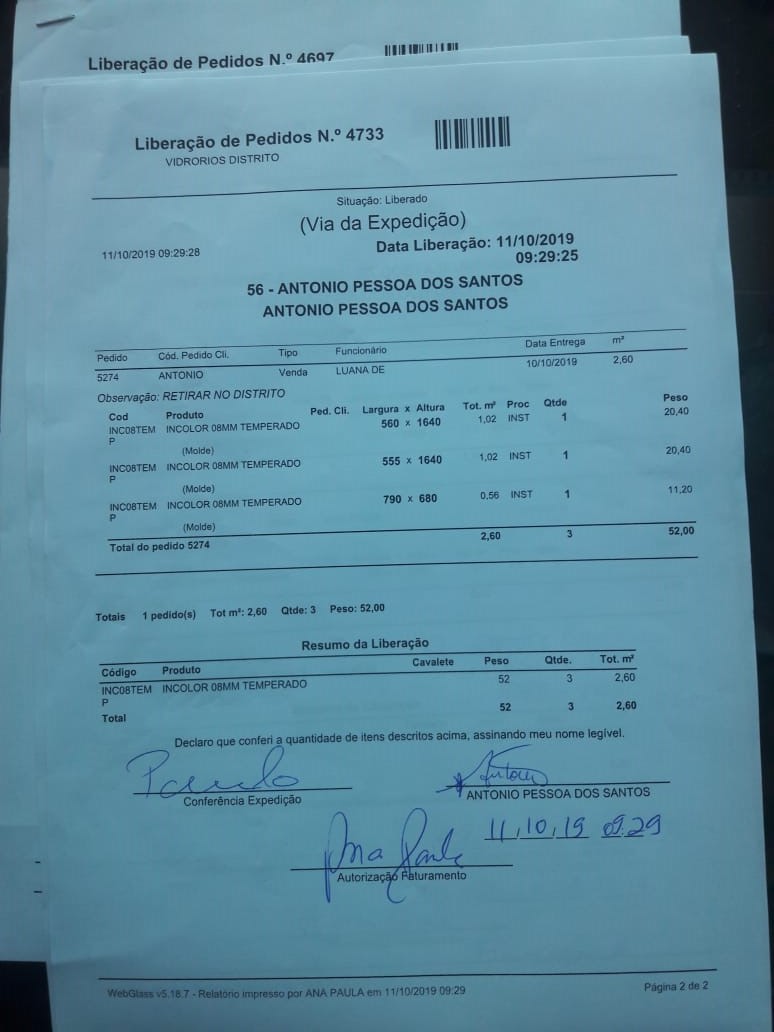 Liberação de Pedidos N.º 4697
Liberação de Pedidos N.º 4733
VIDRORIOS DISTRITO
Situação: Liberado
(Via da Expedição)
11/10/2019 09:29:28
Data Liberação: 11/10/2019
09:29:25
56 - ANTONIO PESSOA DOS SANTOS
ANTONIO PESSOA DOS SANTOS
Pedido Cód. Pedido Cli. Tipo Funcionário Data Entrega m²
5274 ANTONIO Venda LUANA DE 10/10/2019 2,60
Observação: RETIRAR NO DISTRITO
Cod Produto Ped. Cli. Largura x Altura Tot. m² Proc Qtde Peso
INC08TEM INCOLOR 08MM TEMPERADO 560 x 1640 1,02 INST 1 20,40
P
(Molde)
INC08TEM INCOLOR 08MM TEMPERADO 555 x 1640 1,02 INST 1 20,40
P
(Molde)
INC08TEM INCOLOR 08MM TEMPERADO 790 x 680 0,56 INST 1 11,20
P
(Molde)
Total do pedido 5274 2,60 3 52,00
Totais 1 pedido(s) Tot m²: 2,60 Qtde: 3 Peso: 52,00
Resumo da Liberação
Código Produto Cavalete Peso Qtde. Tot. m²
INC08TEM INCOLOR 08MM TEMPERADO 52 3 2,60
P
Total 52 3 2,60
Declaro que conferi a quantidade de itens descritos acima, assinando meu nome legível.
Antonio
Conferência Expedição
ANTONIO PESSOA DOS SANTOS
11,10,19 09:29
Ana Paula
Autorização Faturamento
WebGlass v5.18.7 - Relatório impresso por ANA PAULA em 11/10/2019 09:29
Página 2 de 2